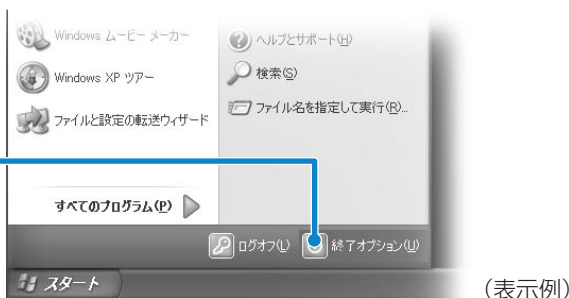 Windows ムービー メーカー
Windows XP ツアー
ファイルと設定の転送ウィザード
すべてのプログラム(P)
ヘルプとサポート(H)
検索(S)
ファイル名を指定して実行(R)...
ログオフ(L)
終了オプション(U)
スタート
(表示例)